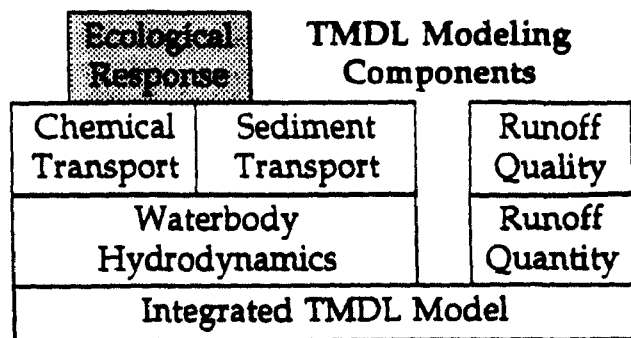 Ecological
Response
TMDL Modeling
Components
Chemical
Transport
Sediment
Transport
Runoff
Quality
Waterbody
Hydrodynamics
Runoff
Quantity
Integrated TMDL Model